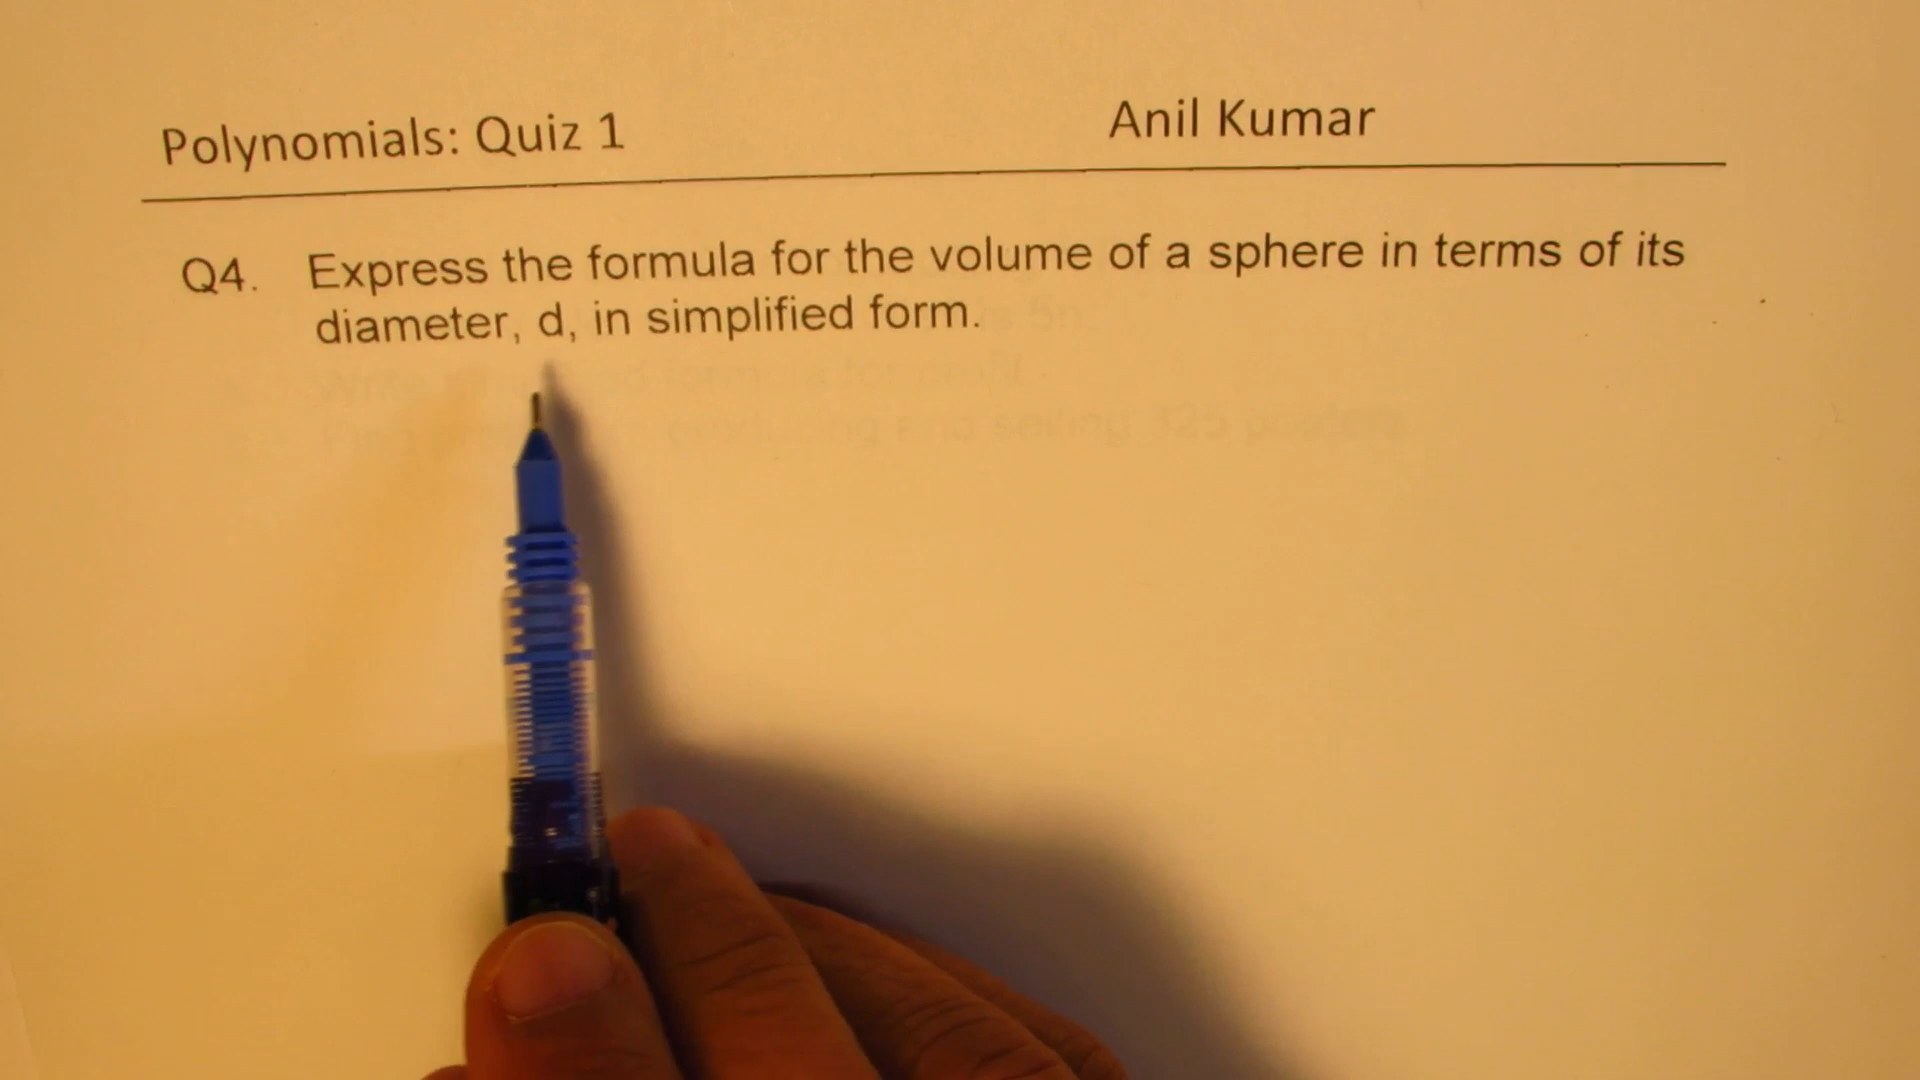 Polynomials: Quiz 1 Anil Kumar
Q4. Express the formula for the volume of a sphere in terms of its
diameter, d, in simplified form.